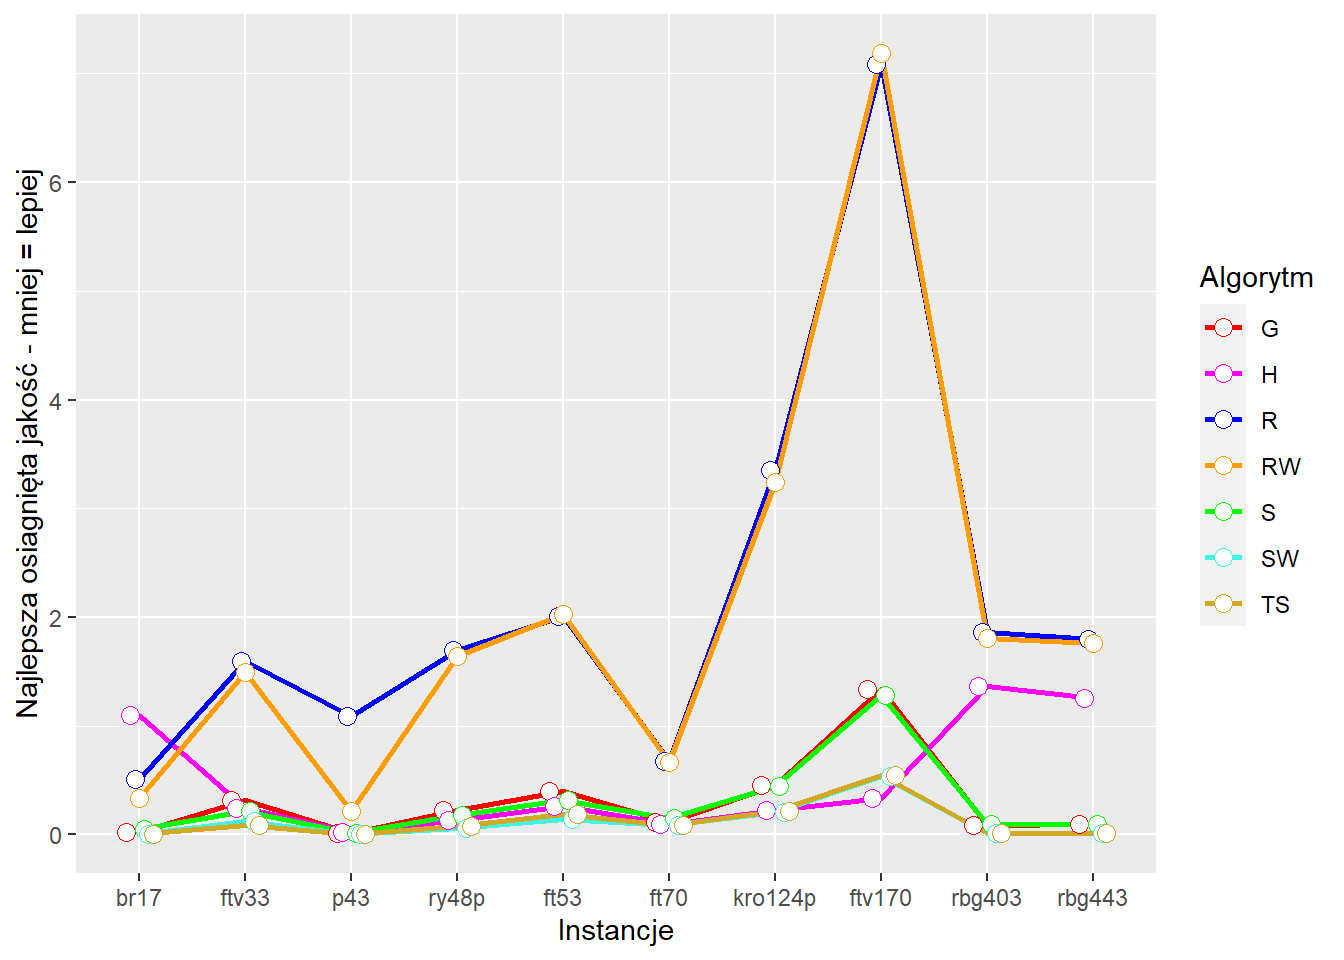 Najlepsza osiagnięta jakość - mniej = lepiej
6
4
2
0
br17 ftv33 p43 ry48p ft53 ft70 kro124p ftv170 rbg403 rbg443
Instancje
Algorytm
G
H
R
RW
S
SW
TS